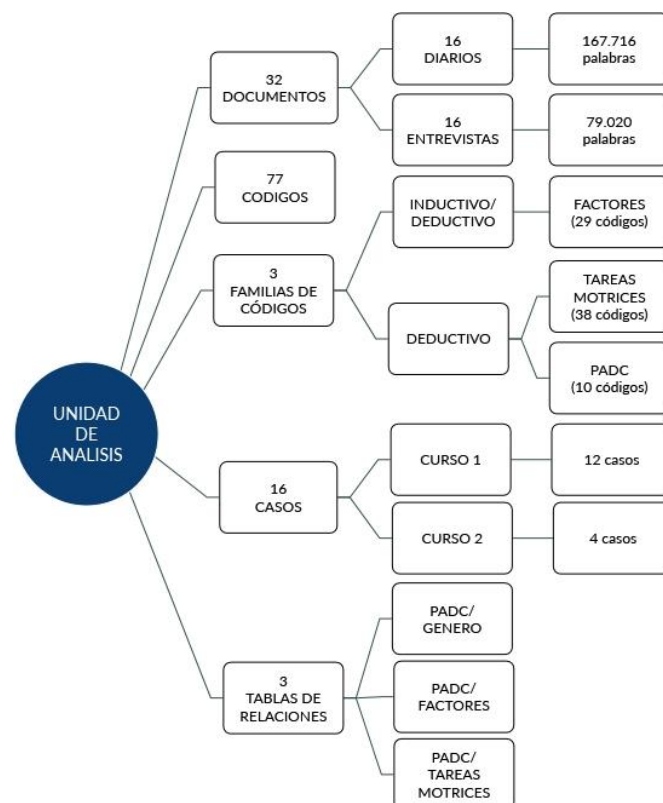 UNIDAD
DE
ANALISIS
32
DOCUMENTOS
16
DIARIOS
167.716
palabras
16
ENTREVISTAS
79.020
palabras
77
CODIGOS
3
FAMILIAS DE
CÓDIGOS
INDUCTIVO/
DEDUCTIVO
FACTORES
(29 códigos)
DEDUCTIVO
TAREAS
MOTRICES
(38 códigos)
PADC
(10 códigos)
16
CASOS
CURSO 1
12 casos
CURSO 2
4 casos
3
TABLAS DE
RELACIONES
PADC/
GENERO
PADC/
FACTORES
PADC/
TAREAS
MOTRICES